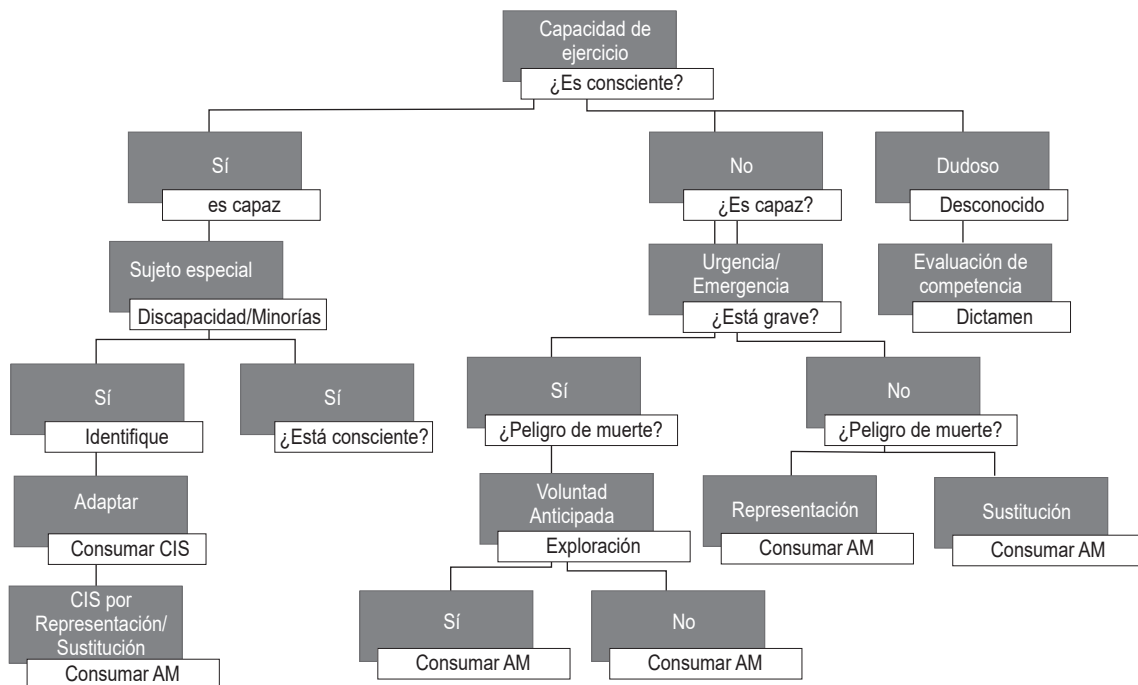 Capacidad de
ejercicio
¿Es consciente?
Sí
es capaz
No
¿Es capaz?
Dudoso
Desconocido
Sujeto especial
Discapacidad/Minorías
Urgencia/
Emergencia
¿Está grave?
Evaluación de
competencia
Dictamen
Sí
Identifique
Sí
¿Está consciente?
Sí
¿Peligro de muerte?
No
¿Peligro de muerte?
Adaptar
Consumar CIS
Voluntad
Anticipada
Exploración
Representación
Consumar AM
Sustitución
Consumar AM
CIS por
Representación/
Sustitución
Consumar AM
Sí
Consumar AM
No
Consumar AM